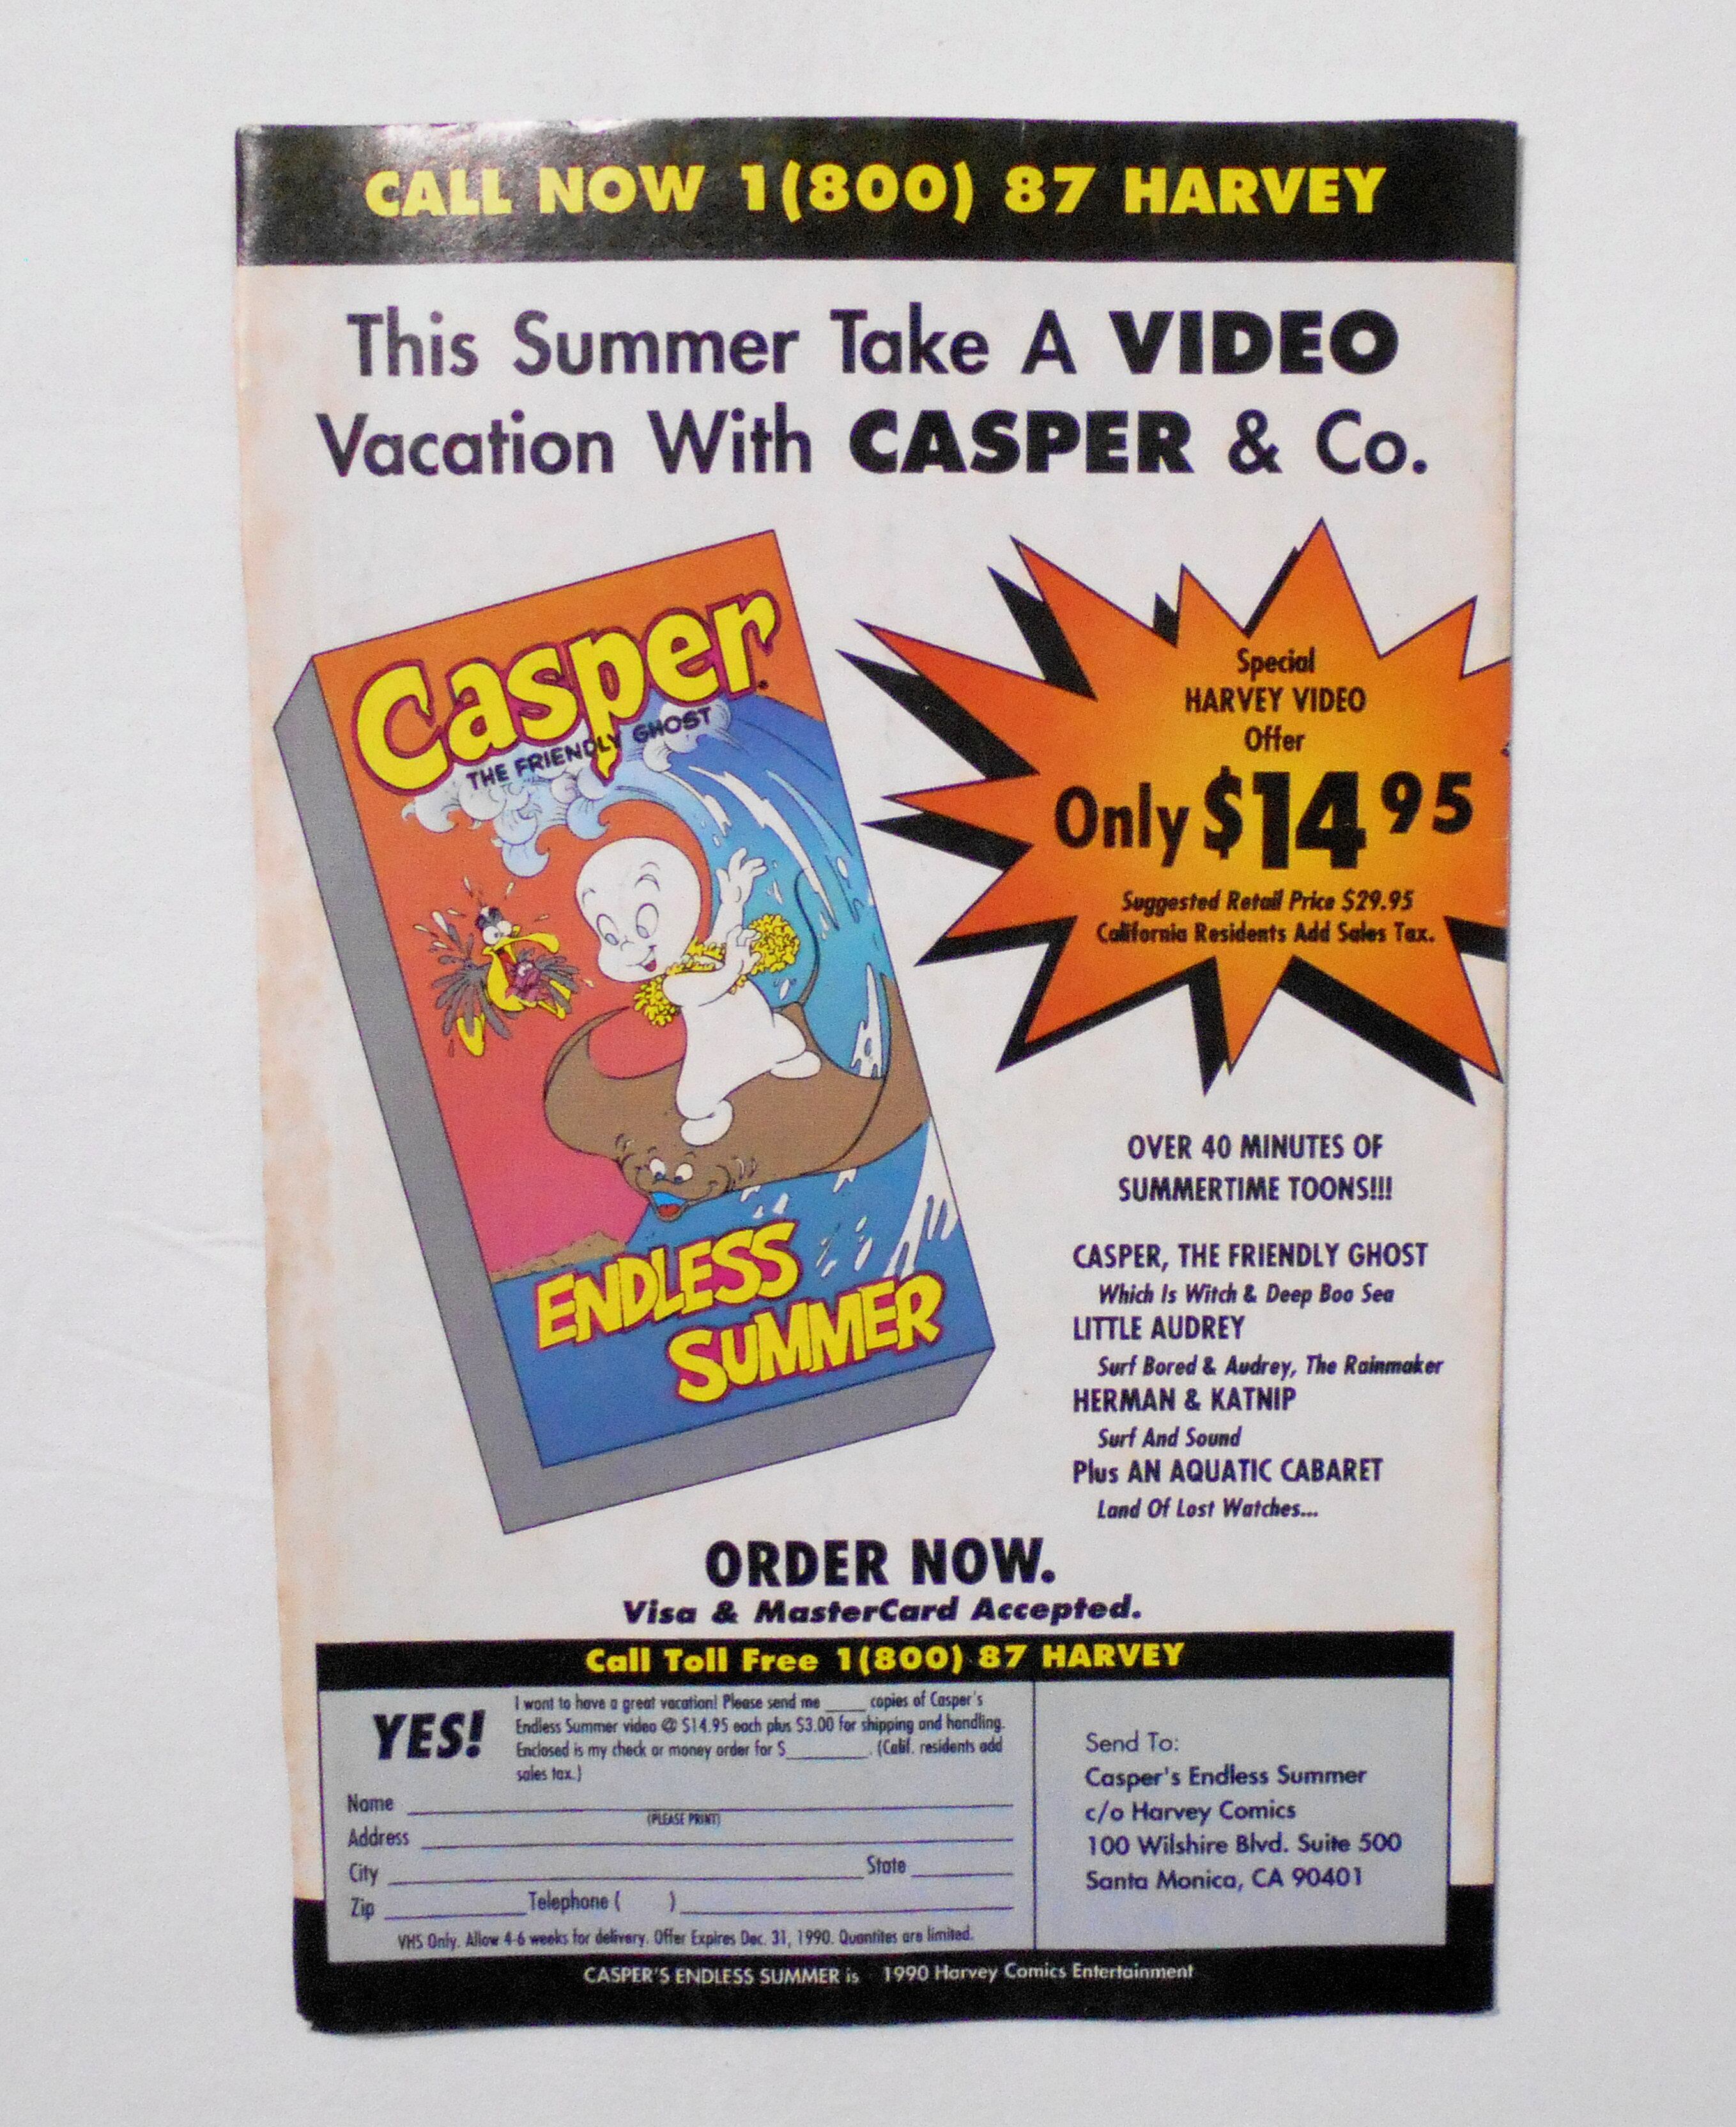 CALL NOW 1(800) 87 HARVEY
This Summer Take A VIDEO
Vacation With CASPER & Co.
Casper
THE FRIENDLY GHOST
ENDLESS
SUMMER
Special
HARVEY VIDEO
Offer
Only $14 95
Suggested Retail Price $29.95
California Residents Add Sales Tax.
OVER 40 MINUTES OF
SUMMERTIME TOONS!!!
CASPER, THE FRIENDLY GHOST
Which Is Witch & Deep Boo Sea
LITTLE AUDREY
Surf Bored & Audrey, The Rainmaker
HERMAN & KATNIP
Surf And Sound
Plus AN AQUATIC CABARET
Land Of Lost Watches...
ORDER NOW.
Visa & MasterCard Accepted.
Call Toll Free 1(800) 87 HARVEY
YES!
I want to have a great vacation! Please send me ____ copies of Casper's
Endless Summer video @ $14.95 each plus $3.00 for shipping and handling.
Enclosed is my check or money order for $________. (Calif. residents add
sales tax.)
Name
(PLEASE PRINT)
Address
City State
Zip Telephone ( )
VHS Only. Allow 4-6 weeks for delivery. Offer Expires Dec. 31, 1990. Quantites are limited.
Send To:
Casper's Endless Summer
c/o Harvey Comics
100 Wilshire Blvd. Suite 500
Santa Monica, CA 90401
CASPER'S ENDLESS SUMMER is 1990 Harvey Comics Entertainment